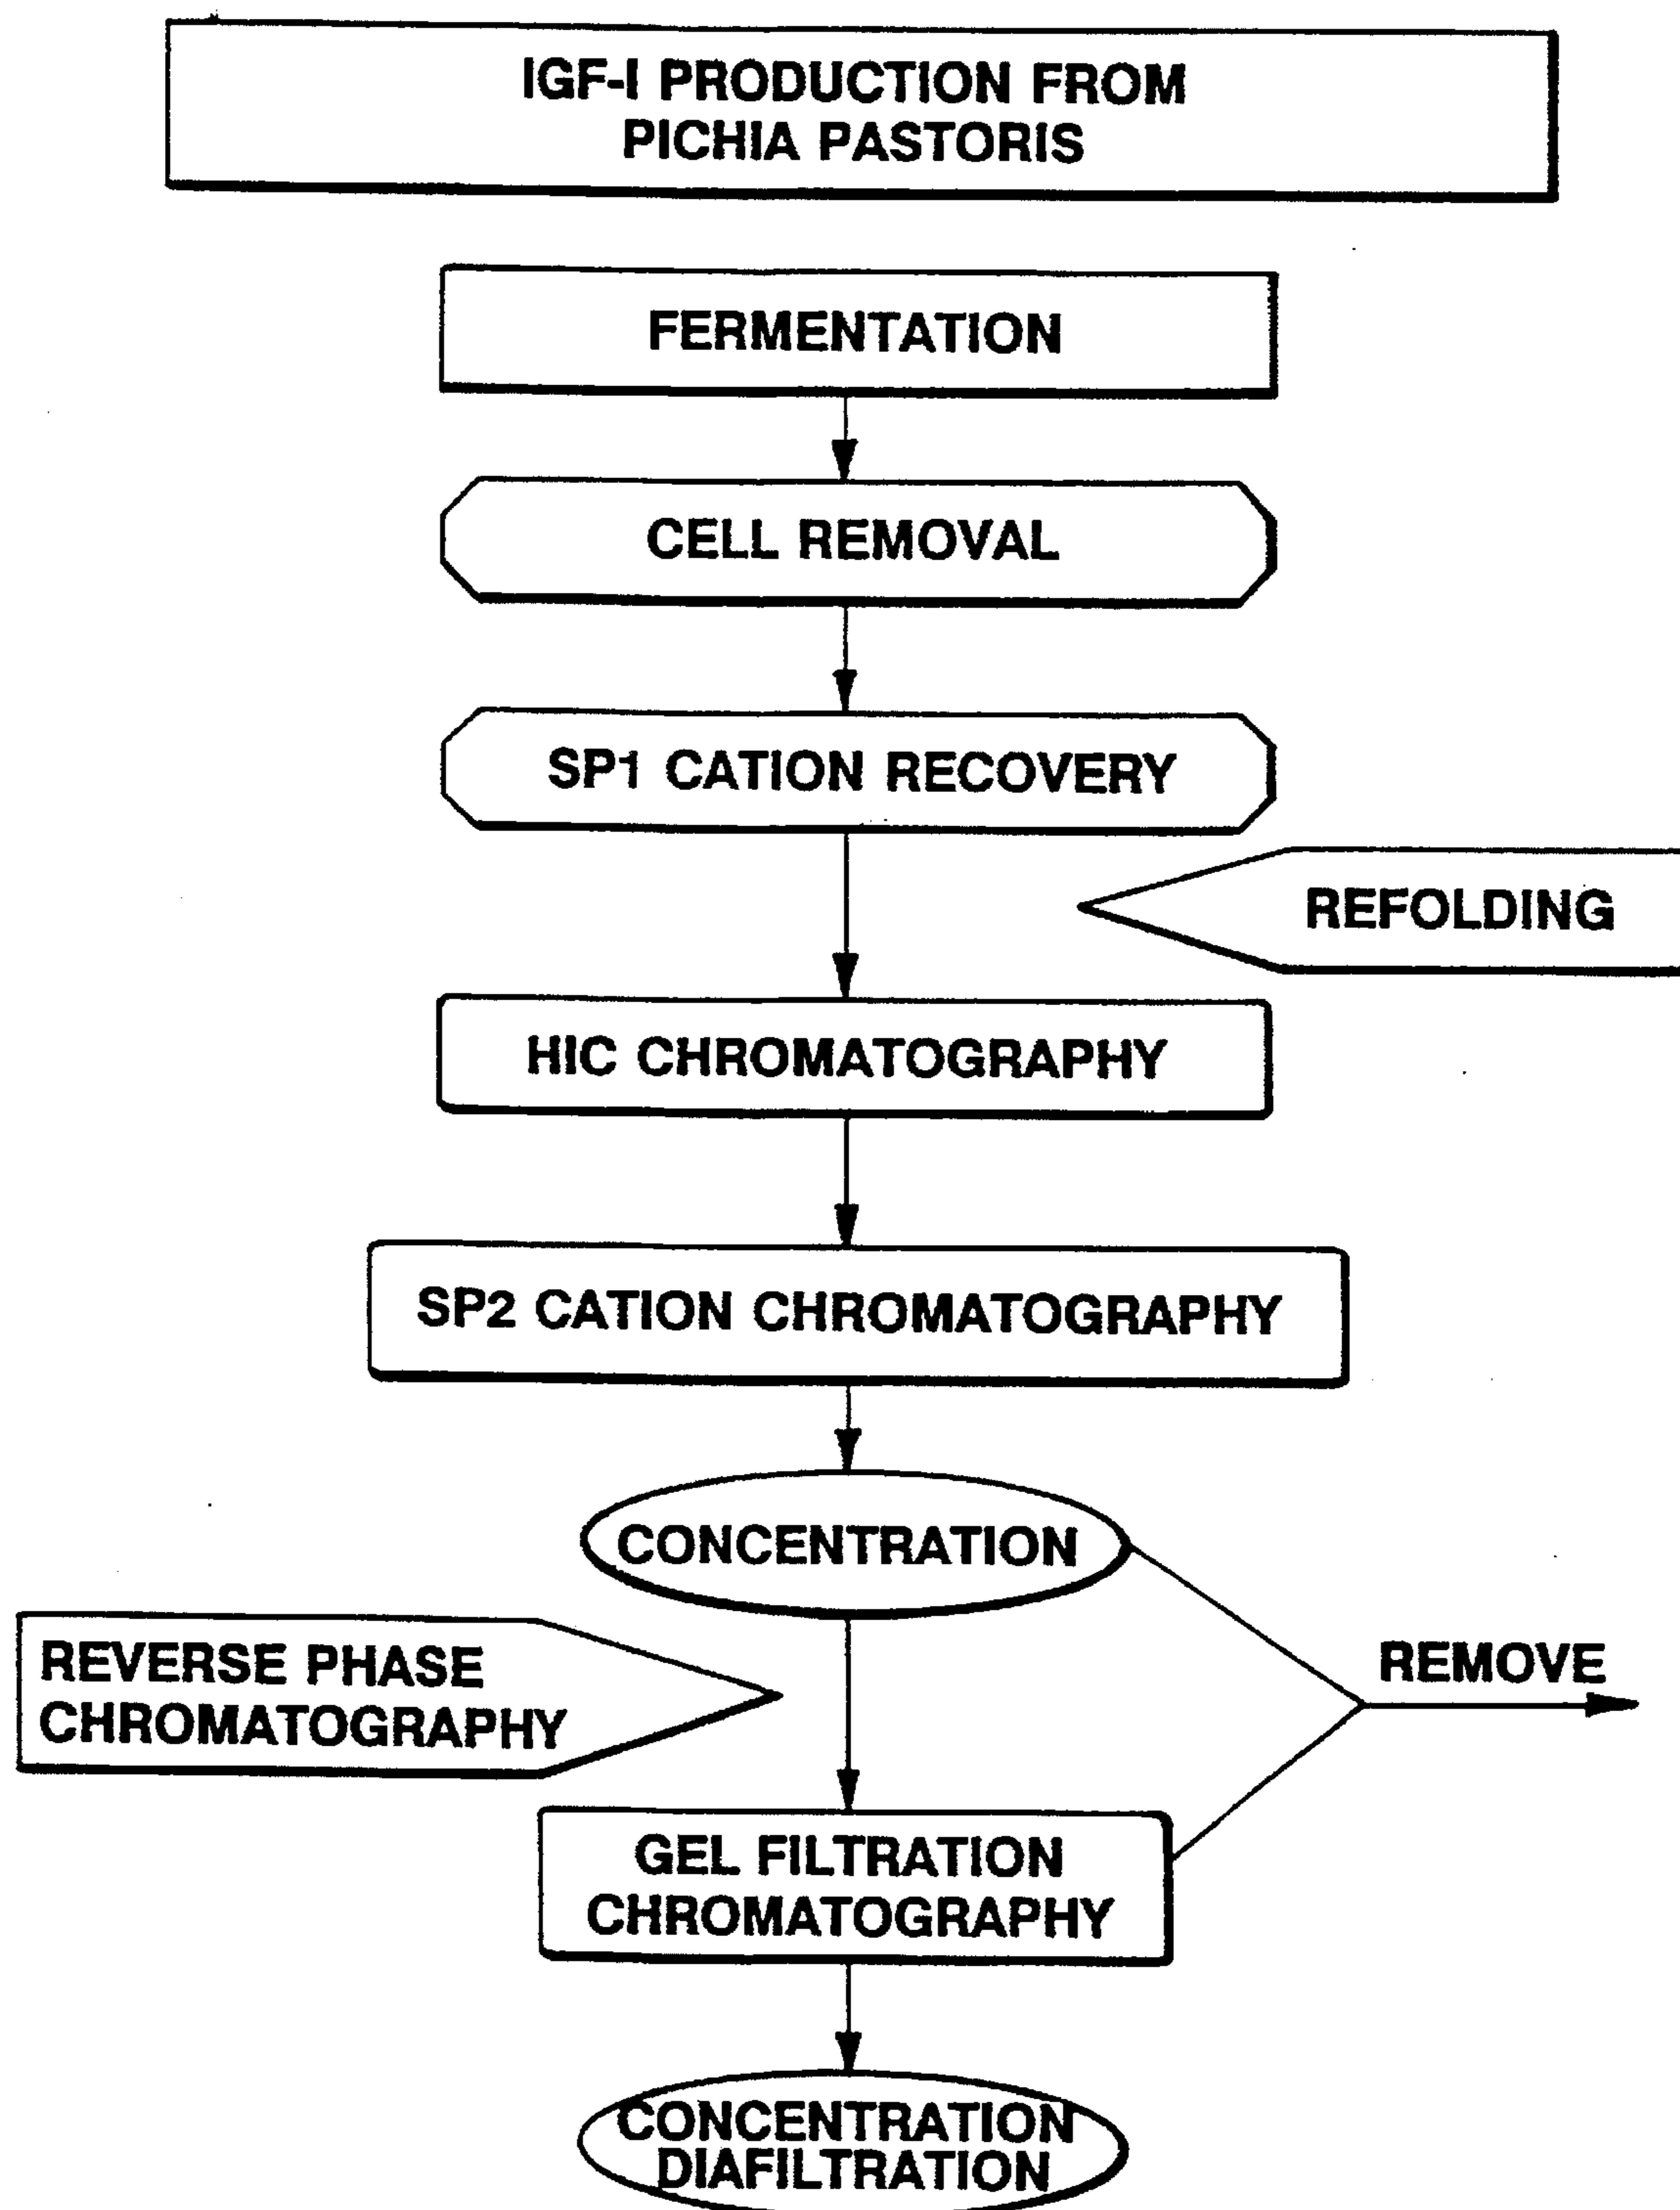 IGF-I PRODUCTION FROM
PICHIA PASTORIS
FERMENTATION
CELL REMOVAL
SP1 CATION RECOVERY
REFOLDING
HIC CHROMATOGRAPHY
SP2 CATION CHROMATOGRAPHY
CONCENTRATION
REVERSE PHASE
CHROMATOGRAPHY
REMOVE
GEL FILTRATION
CHROMATOGRAPHY
CONCENTRATION
DIAFILTRATION